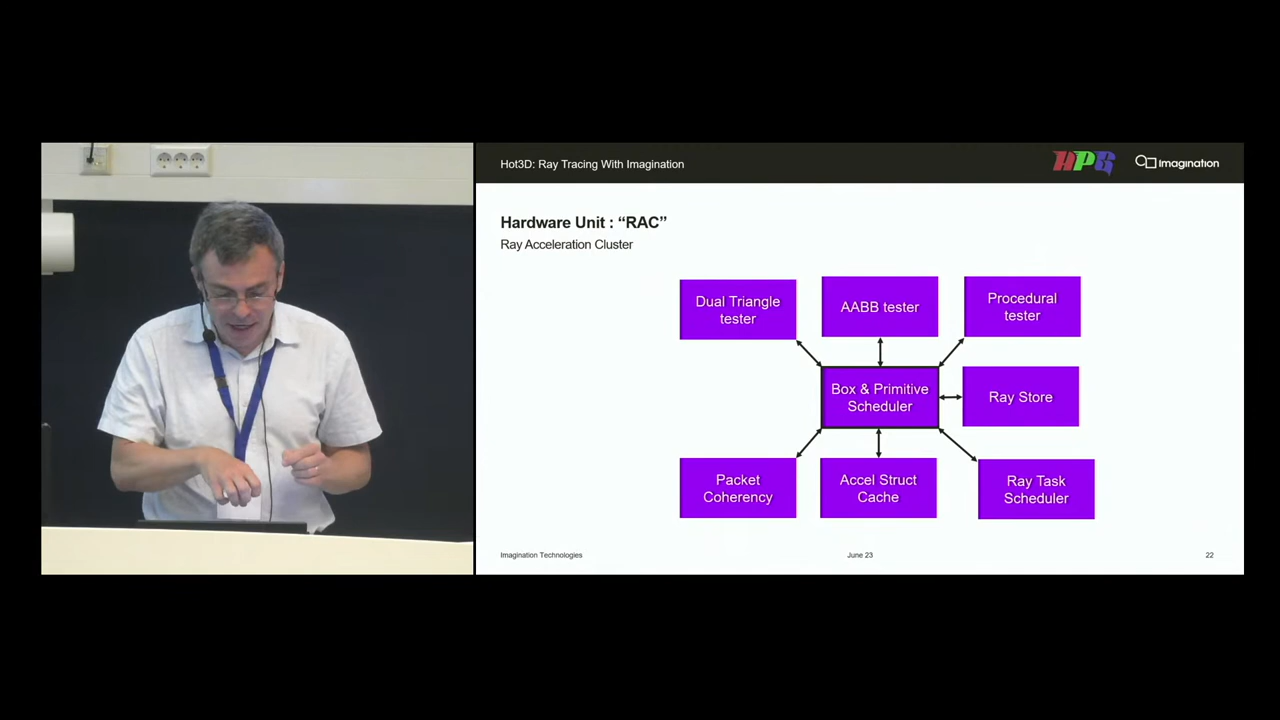 Hot3D: Ray Tracing With Imagination
HPG
Imagination
Hardware Unit : “RAC”
Ray Acceleration Cluster
Dual Triangle
tester
AABB tester
Procedural
tester
Box & Primitive
Scheduler
Ray Store
Packet
Coherency
Accel Struct
Cache
Ray Task
Scheduler
Imagination Technologies
June 23
22